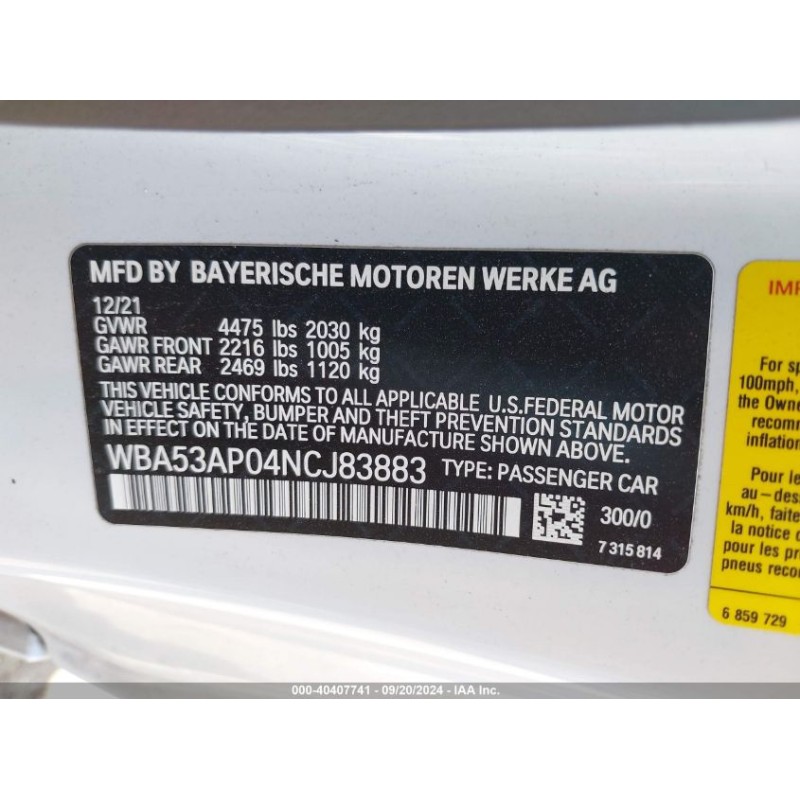 MFD BY BAYERISCHE MOTOREN WERKE AG
12/21
GVWR 4475 lbs 2030 kg
GAWR FRONT 2216 lbs 1005 kg
GAWR REAR 2469 lbs 1120 kg
THIS VEHICLE CONFORMS TO ALL APPLICABLE U.S.FEDERAL MOTOR
VEHICLE SAFETY, BUMPER AND THEFT PREVENTION STANDARDS
IN EFFECT ON THE DATE OF MANUFACTURE SHOWN ABOVE.
WBA53AP04NCJ83883 TYPE: PASSENGER CAR
300/0
7 315 814
For sp
100mph,
the Owne
recomm
inflation
Pour le
au-dess
km/h, faite
la notice d
pour les pr
pneus recom
6 859 729
000-40407741 - 09/20/2024 - IAA Inc.